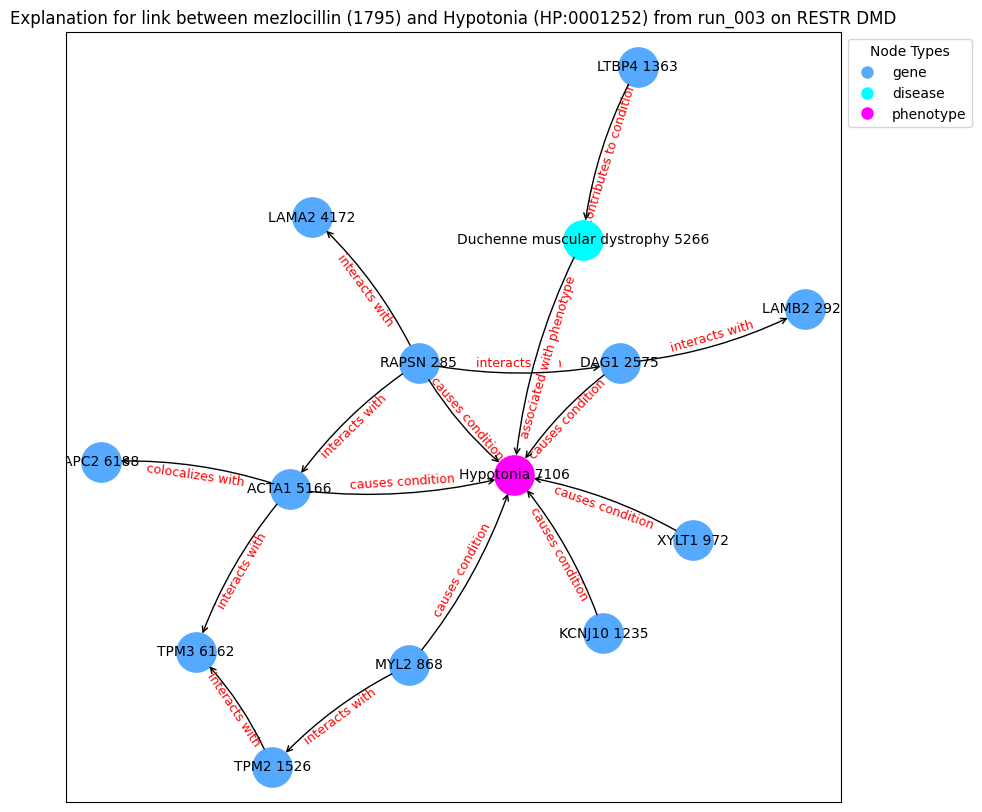 Explanation for link between mezlocillin (1795) and Hypotonia (HP:0001252) from run_003 on RESTR DMD
Node Types
gene
disease
phenotype
LTBP4 1363
contributes to condition
LAMA2 4172
Duchenne muscular dystrophy 5266
interacts with
associated with phenotype
LAMB2 292
interacts with
RAPSN 285
interacts
DAG1 2575
causes condition
causes condition
interacts with
APC2 6188
colocalizes with
ACTA1 5166
causes condition
Hypotonia 7106
causes condition
XYLT1 972
interacts with
causes condition
causes condition
KCNJ10 1235
TPM3 6162
MYL2 868
interacts with
interacts with
TPM2 1526